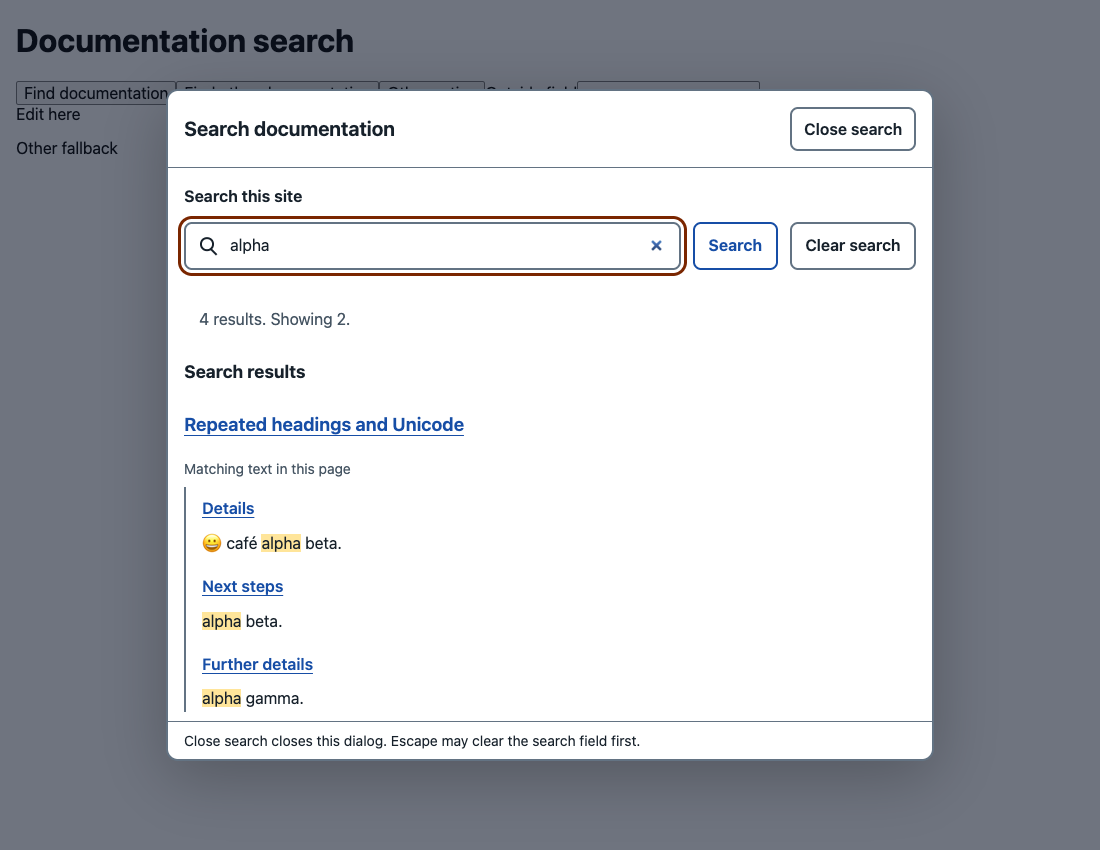 Documentation search
Find documentation
Edit here
Other fallback
Search documentation
Close search
Search this site
alpha
Search
Clear search
4 results. Showing 2.
Search results
Repeated headings and Unicode
Matching text in this page
Details
😀 café alpha beta.
Next steps
alpha beta.
Further details
alpha gamma.
Close search closes this dialog. Escape may clear the search field first.